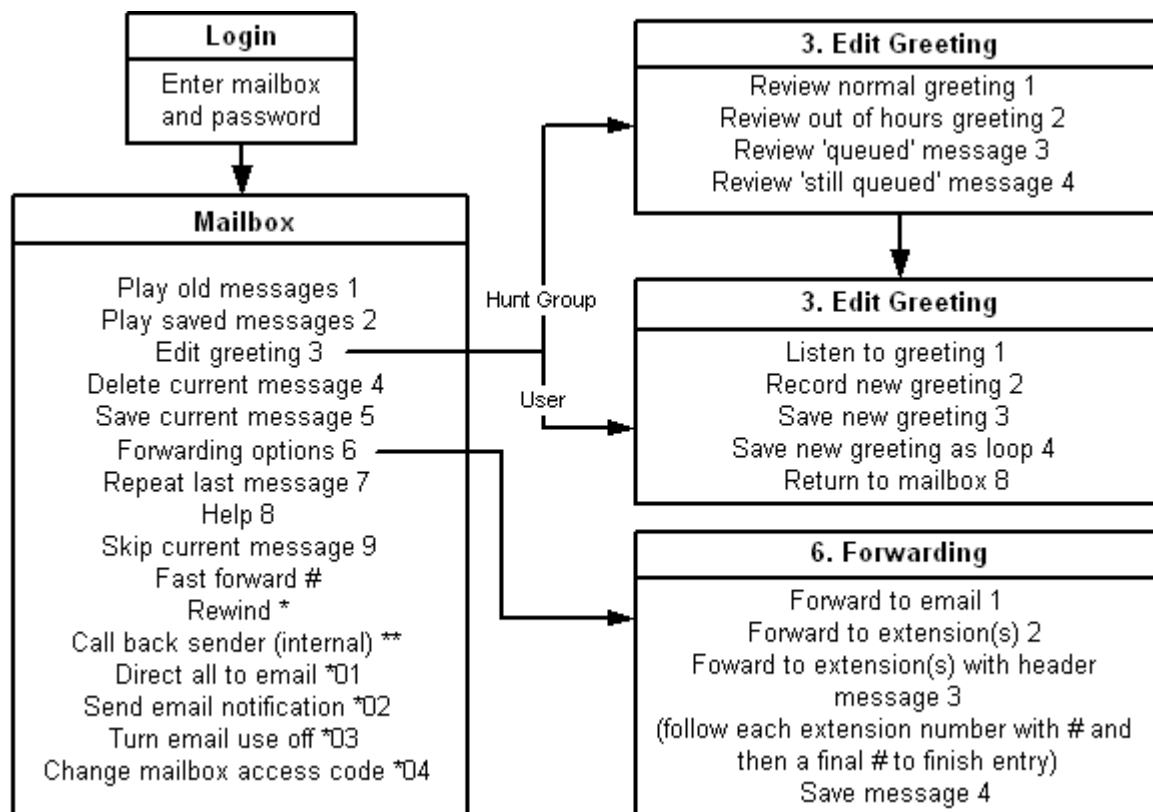 Login
Enter mailbox
and password
Mailbox
Play old messages 1
Play saved messages 2
Edit greeting 3
Delete current message 4
Save current message 5
Forwarding options 6
Repeat last message 7
Help 8
Skip current message 9
Fast forward #
Rewind *
Call back sender (internal) **
Direct all to email *01
Send email notification *02
Turn email use off *03
Change mailbox access code *04
Hunt Group
User
3. Edit Greeting
Review normal greeting 1
Review out of hours greeting 2
Review 'queued' message 3
Review 'still queued' message 4
3. Edit Greeting
Listen to greeting 1
Record new greeting 2
Save new greeting 3
Save new greeting as loop 4
Return to mailbox 8
6. Forwarding
Forward to email 1
Forward to extension(s) 2
Foward to extension(s) with header
message 3
(follow each extension number with # and
then a final # to finish entry)
Save message 4